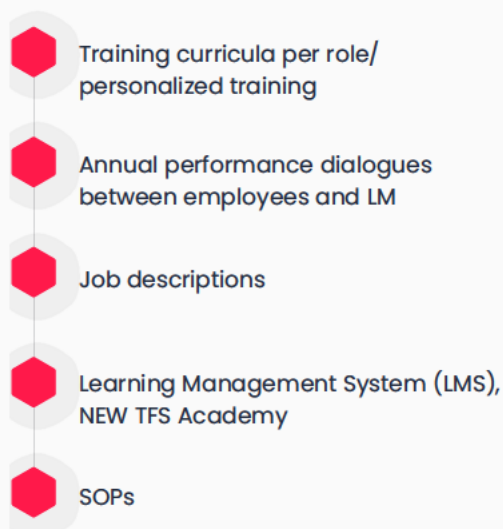 Training curricula per role/
personalized training
Annual performance dialogues
between employees and LM
Job descriptions
Learning Management System (LMS),
NEW TFS Academy
SOPs